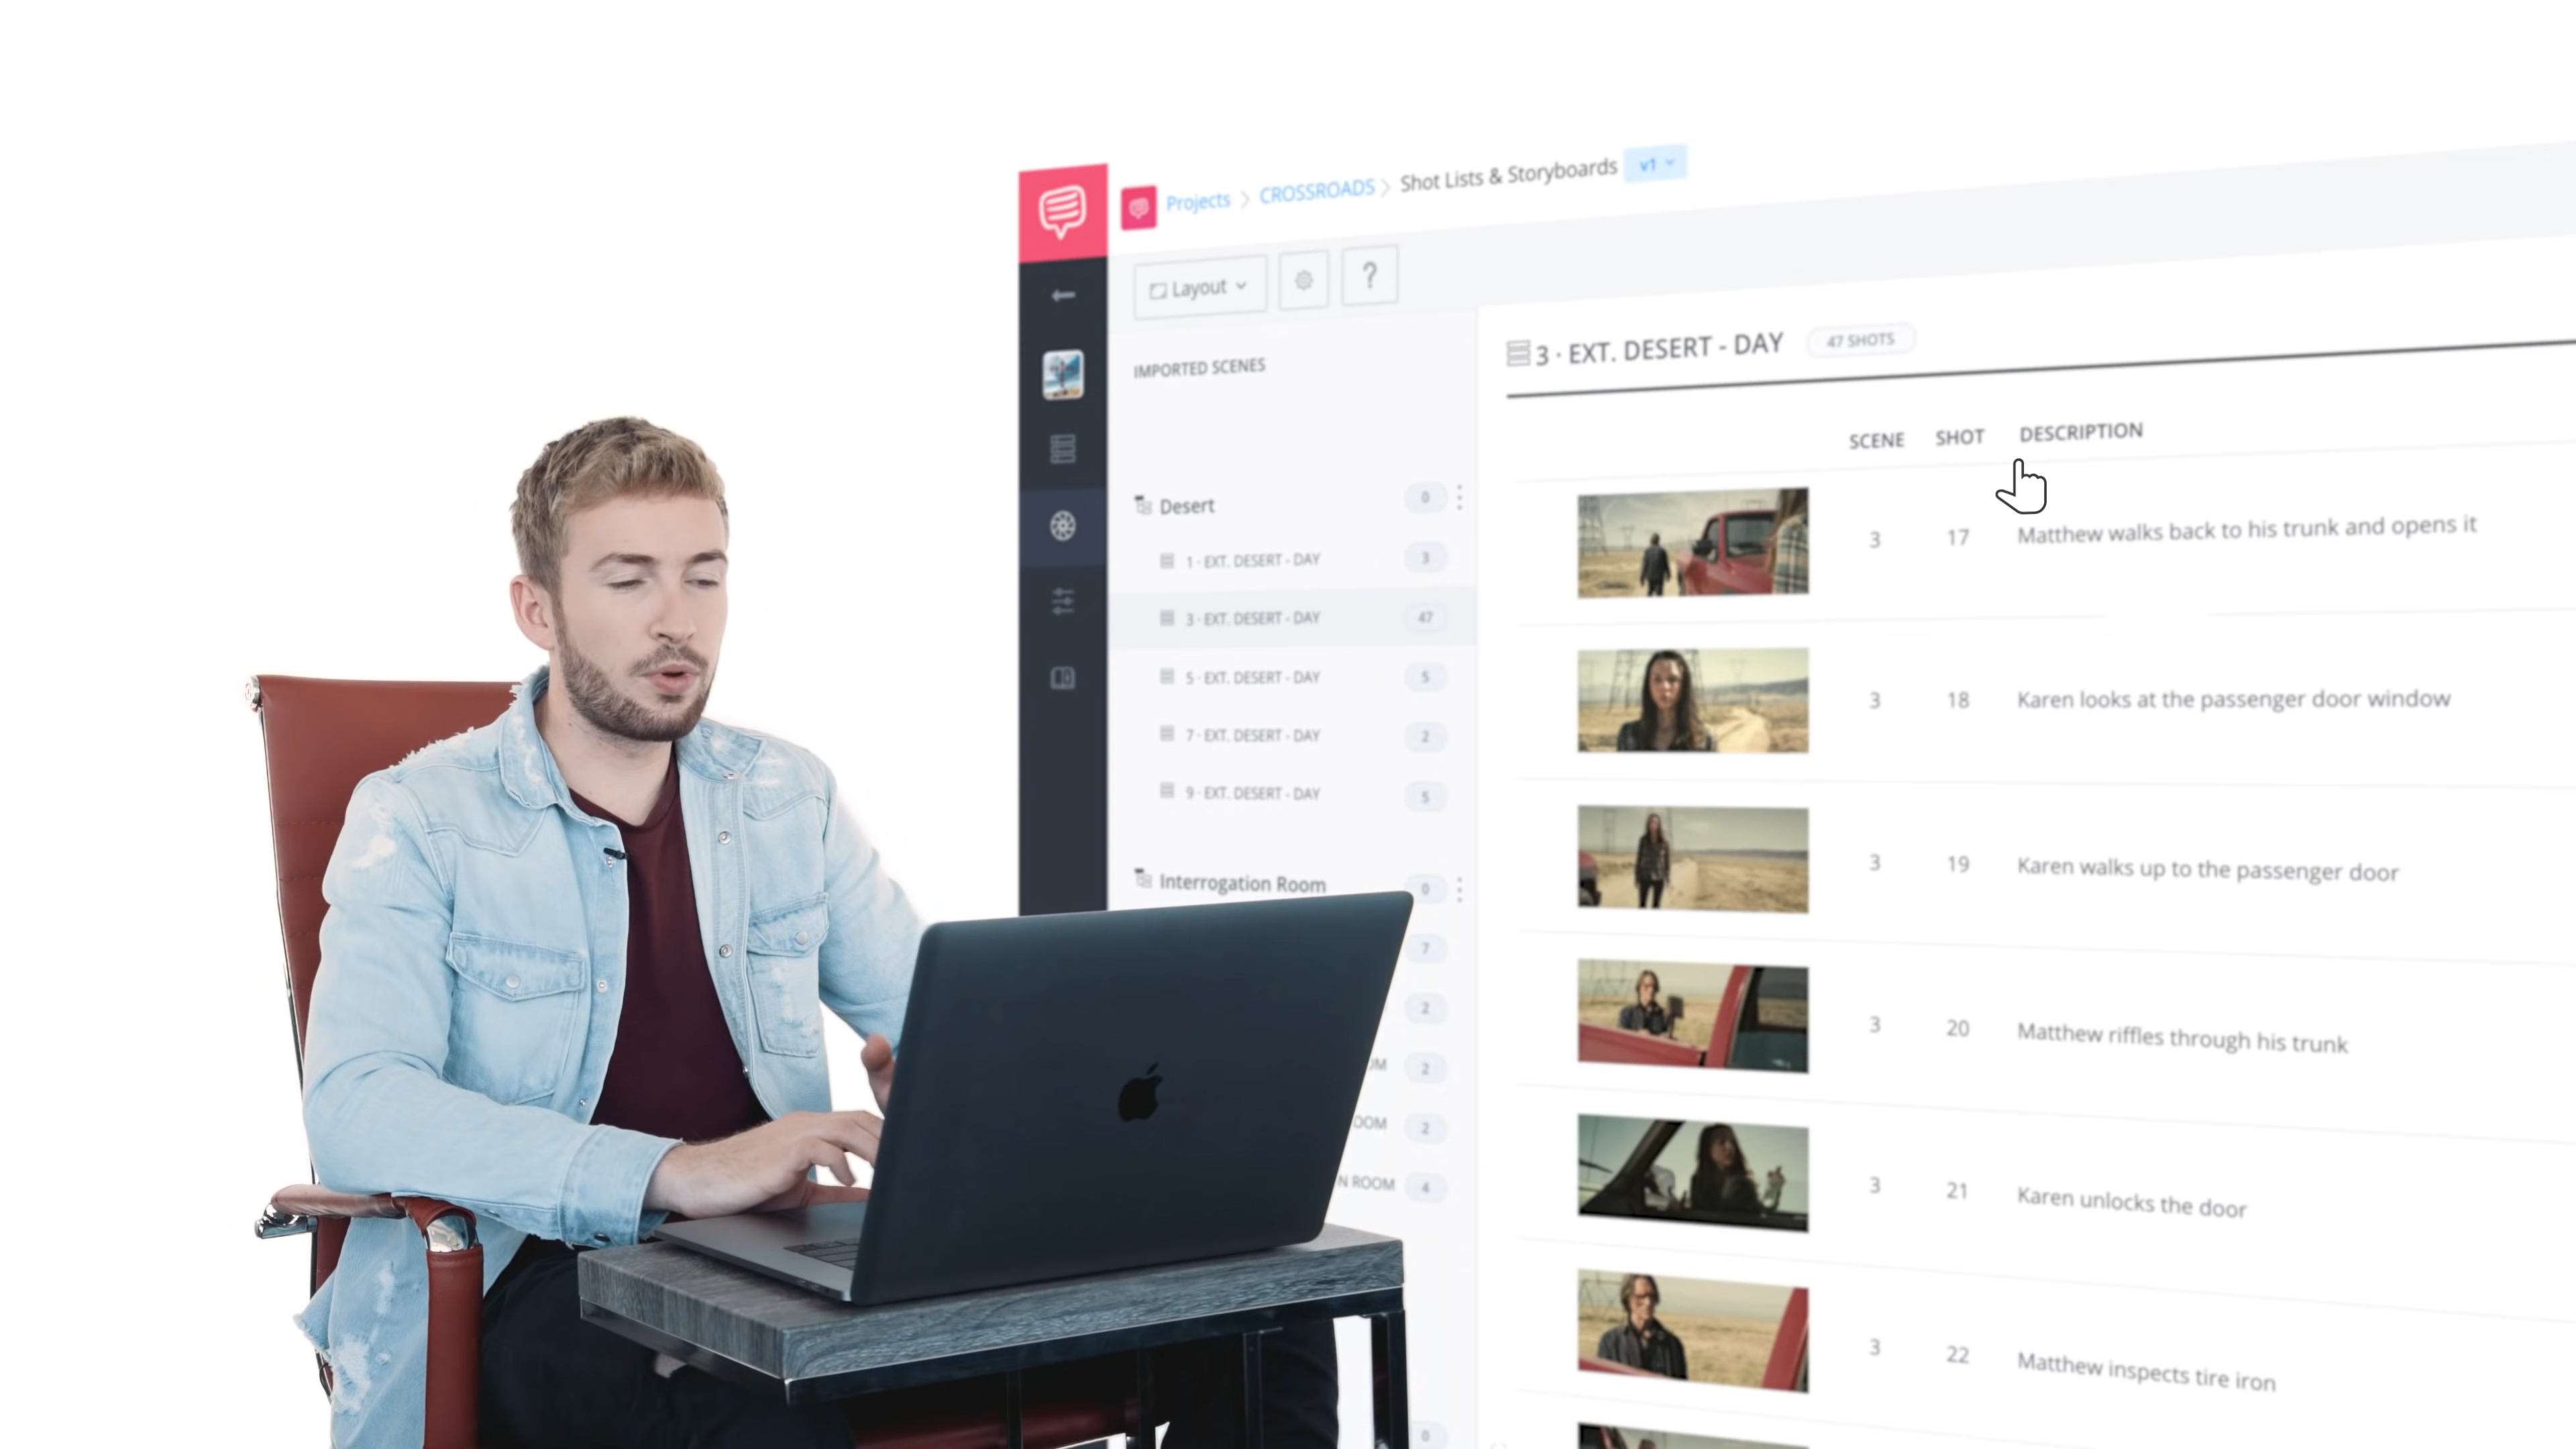 Projects > CROSSROADS > Shot Lists & Storyboards v1
Layout ?
IMPORTED SCENES
Desert 0
1 · EXT. DESERT - DAY 3
3 · EXT. DESERT - DAY 47
5 · EXT. DESERT - DAY 5
7 · EXT. DESERT - DAY 2
9 · EXT. DESERT - DAY 5
Interrogation Room 0
7
2
OM 2
OOM 2
N ROOM 4
0
3 · EXT. DESERT - DAY 47 SHOTS
SCENE SHOT DESCRIPTION
3 17 Matthew walks back to his trunk and opens it
3 18 Karen looks at the passenger door window
3 19 Karen walks up to the passenger door
3 20 Matthew riffles through his trunk
3 21 Karen unlocks the door
3 22 Matthew inspects tire iron